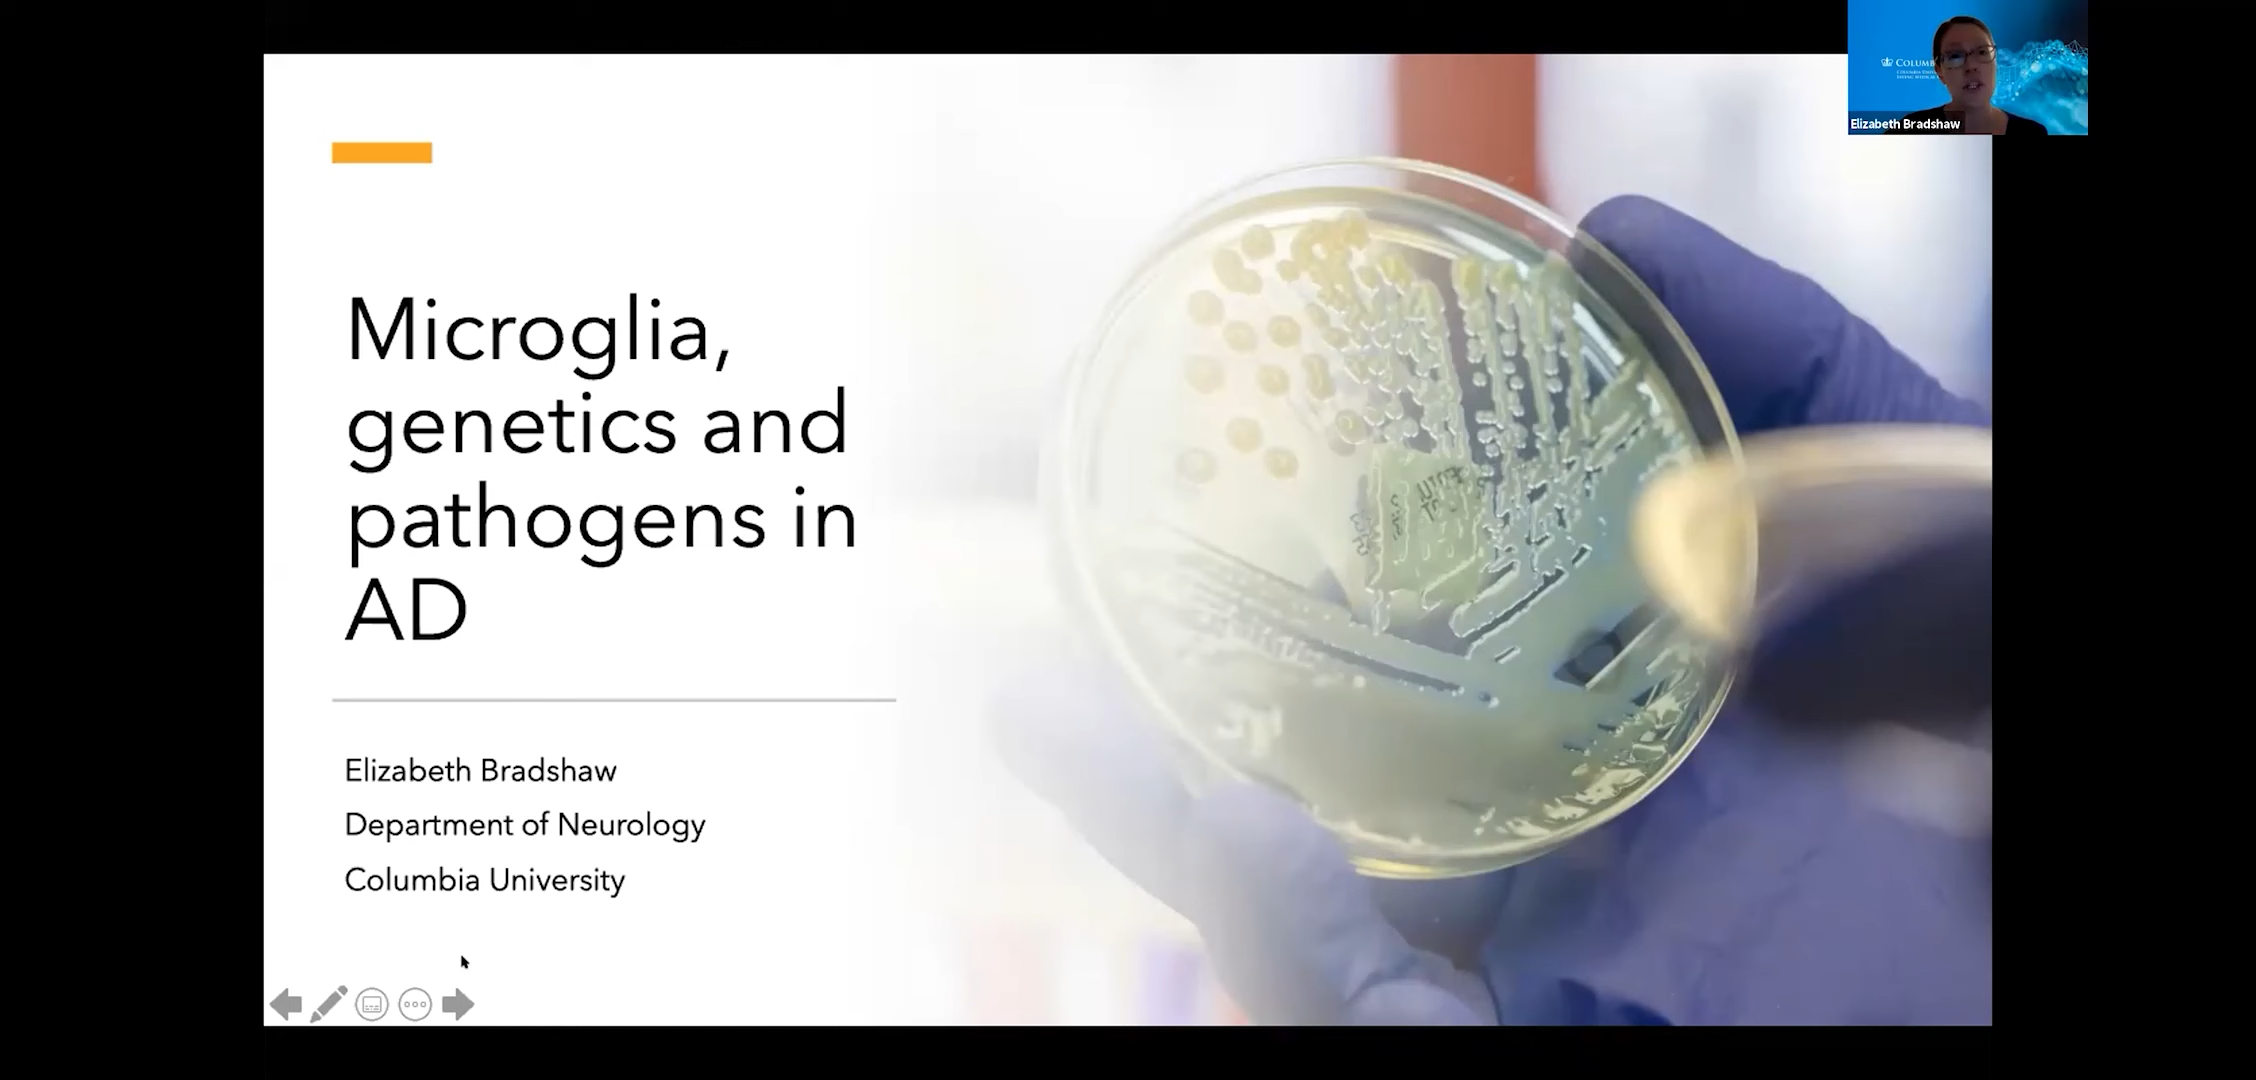 Microglia,
genetics and
pathogens in
AD
Elizabeth Bradshaw
Department of Neurology
Columbia University
Elizabeth Bradshaw